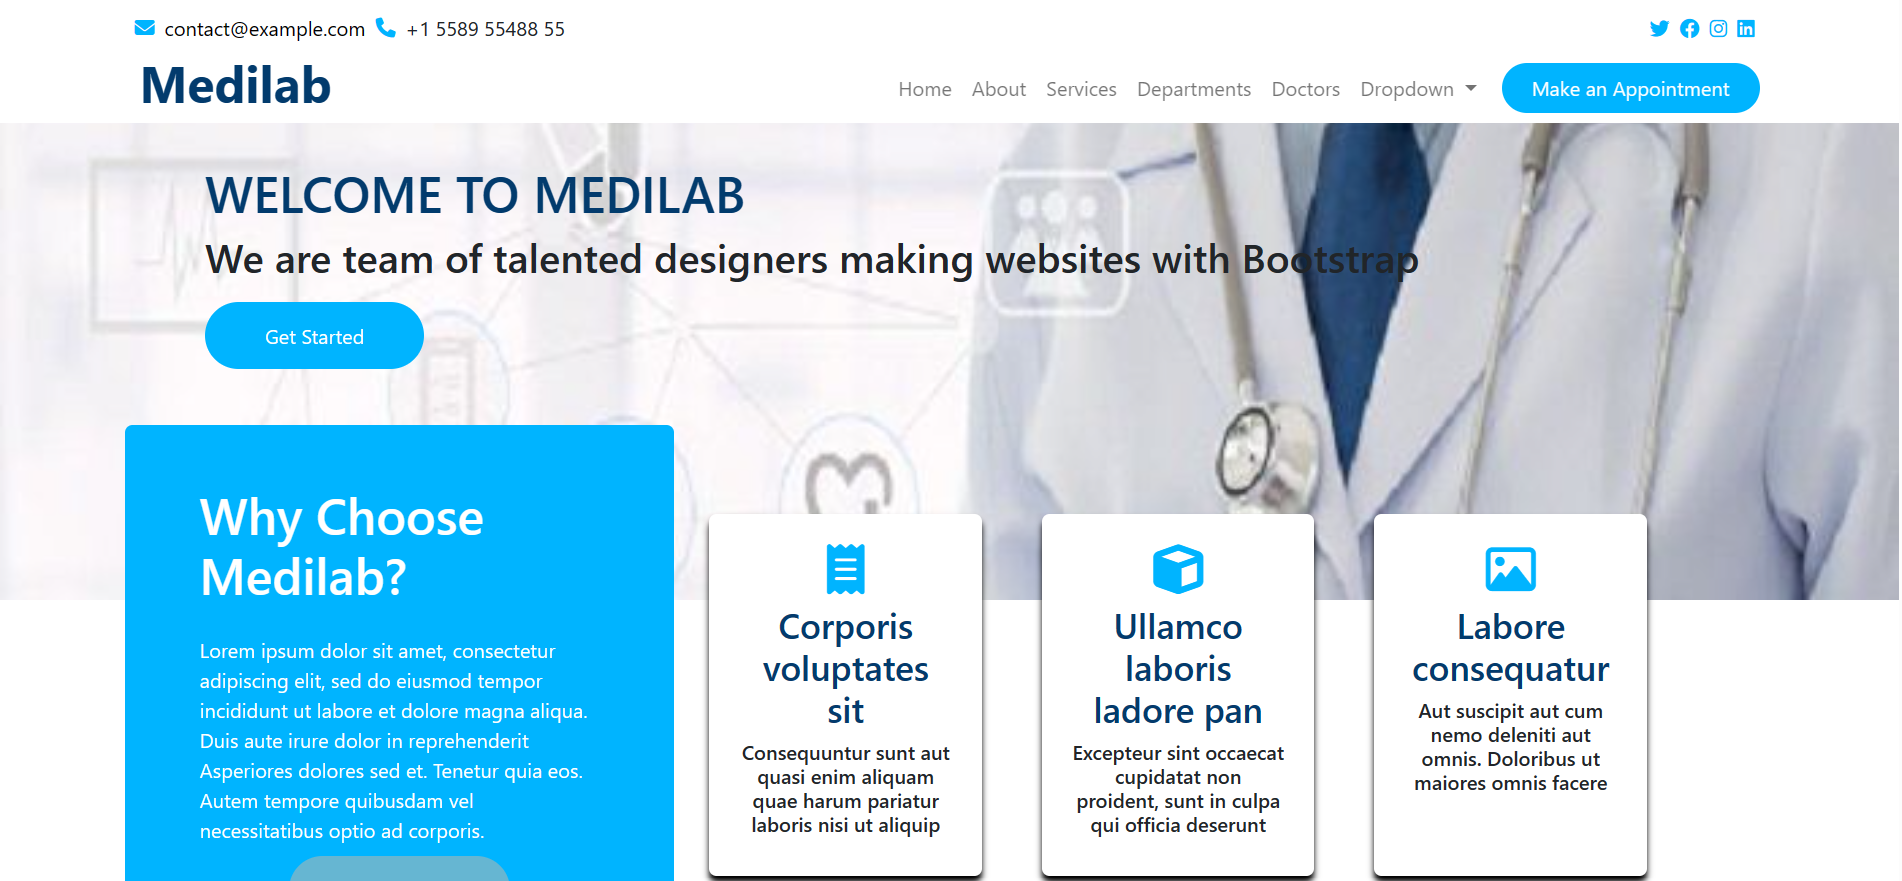 contact@example.com +1 5589 55488 55
Medilab
Home About Services Departments Doctors Dropdown Make an Appointment
WELCOME TO MEDILAB
We are team of talented designers making websites with Bootstrap
Get Started
Why Choose
Medilab?
Lorem ipsum dolor sit amet, consectetur
adipiscing elit, sed do eiusmod tempor
incididunt ut labore et dolore magna aliqua.
Duis aute irure dolor in reprehenderit
Asperiores dolores sed et. Tenetur quia eos.
Autem tempore quibusdam vel
necessitatibus optio ad corporis.
Corporis
voluptates
sit
Consequuntur sunt aut
quasi enim aliquam
quae harum pariatur
laboris nisi ut aliquip
Ullamco
laboris
ladore pan
Excepteur sint occaecat
cupidatat non
proident, sunt in culpa
qui officia deserunt
Labore
consequatur
Aut suscipit aut cum
nemo deleniti aut
omnis. Doloribus ut
maiores omnis facere